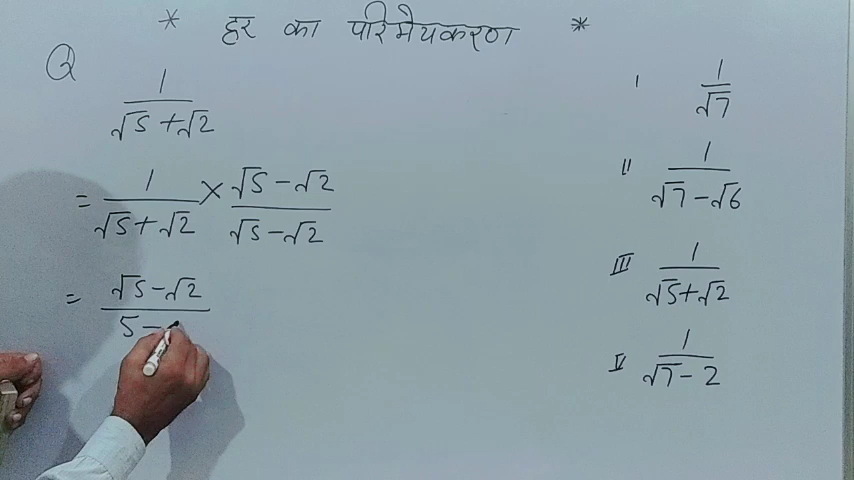 * हर का परिमेयकरण *
Q
1/(√5+√2)
= 1/(√5+√2) × (√5-√2)/(√5-√2)
= (√5-√2)/(5-
I 1/√7
II 1/(√7-√6)
III 1/(√5+√2)
IV 1/(√7-2)